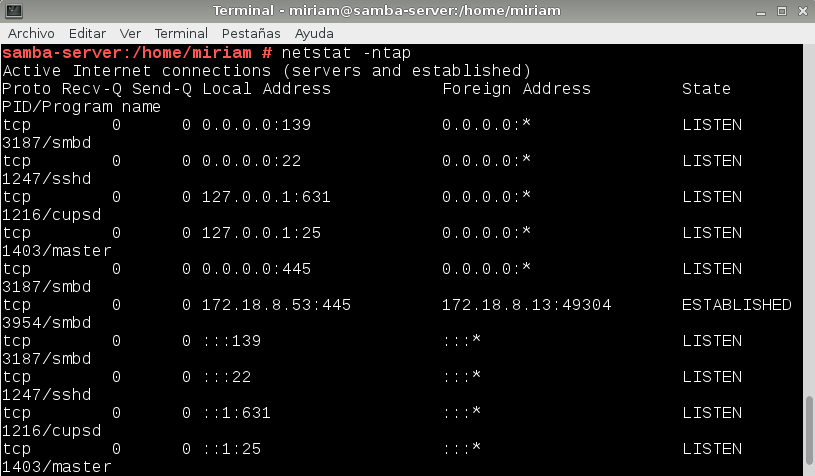 Terminal - miriam@samba-server:/home/miriam
Archivo Editar Ver Terminal Pestañas Ayuda
samba-server:/home/miriam # netstat -ntap
Active Internet connections (servers and established)
Proto Recv-Q Send-Q Local Address           Foreign Address         State
PID/Program name
tcp        0      0 0.0.0.0:139             0.0.0.0:*               LISTEN
3187/smbd
tcp        0      0 0.0.0.0:22              0.0.0.0:*               LISTEN
1247/sshd
tcp        0      0 127.0.0.1:631           0.0.0.0:*               LISTEN
1216/cupsd
tcp        0      0 127.0.0.1:25            0.0.0.0:*               LISTEN
1403/master
tcp        0      0 0.0.0.0:445             0.0.0.0:*               LISTEN
3187/smbd
tcp        0      0 172.18.8.53:445         172.18.8.13:49304       ESTABLISHED
3954/smbd
tcp        0      0 :::139                  :::*                    LISTEN
3187/smbd
tcp        0      0 :::22                   :::*                    LISTEN
1247/sshd
tcp        0      0 ::1:631                 :::*                    LISTEN
1216/cupsd
tcp        0      0 ::1:25                  :::*                    LISTEN
1403/master